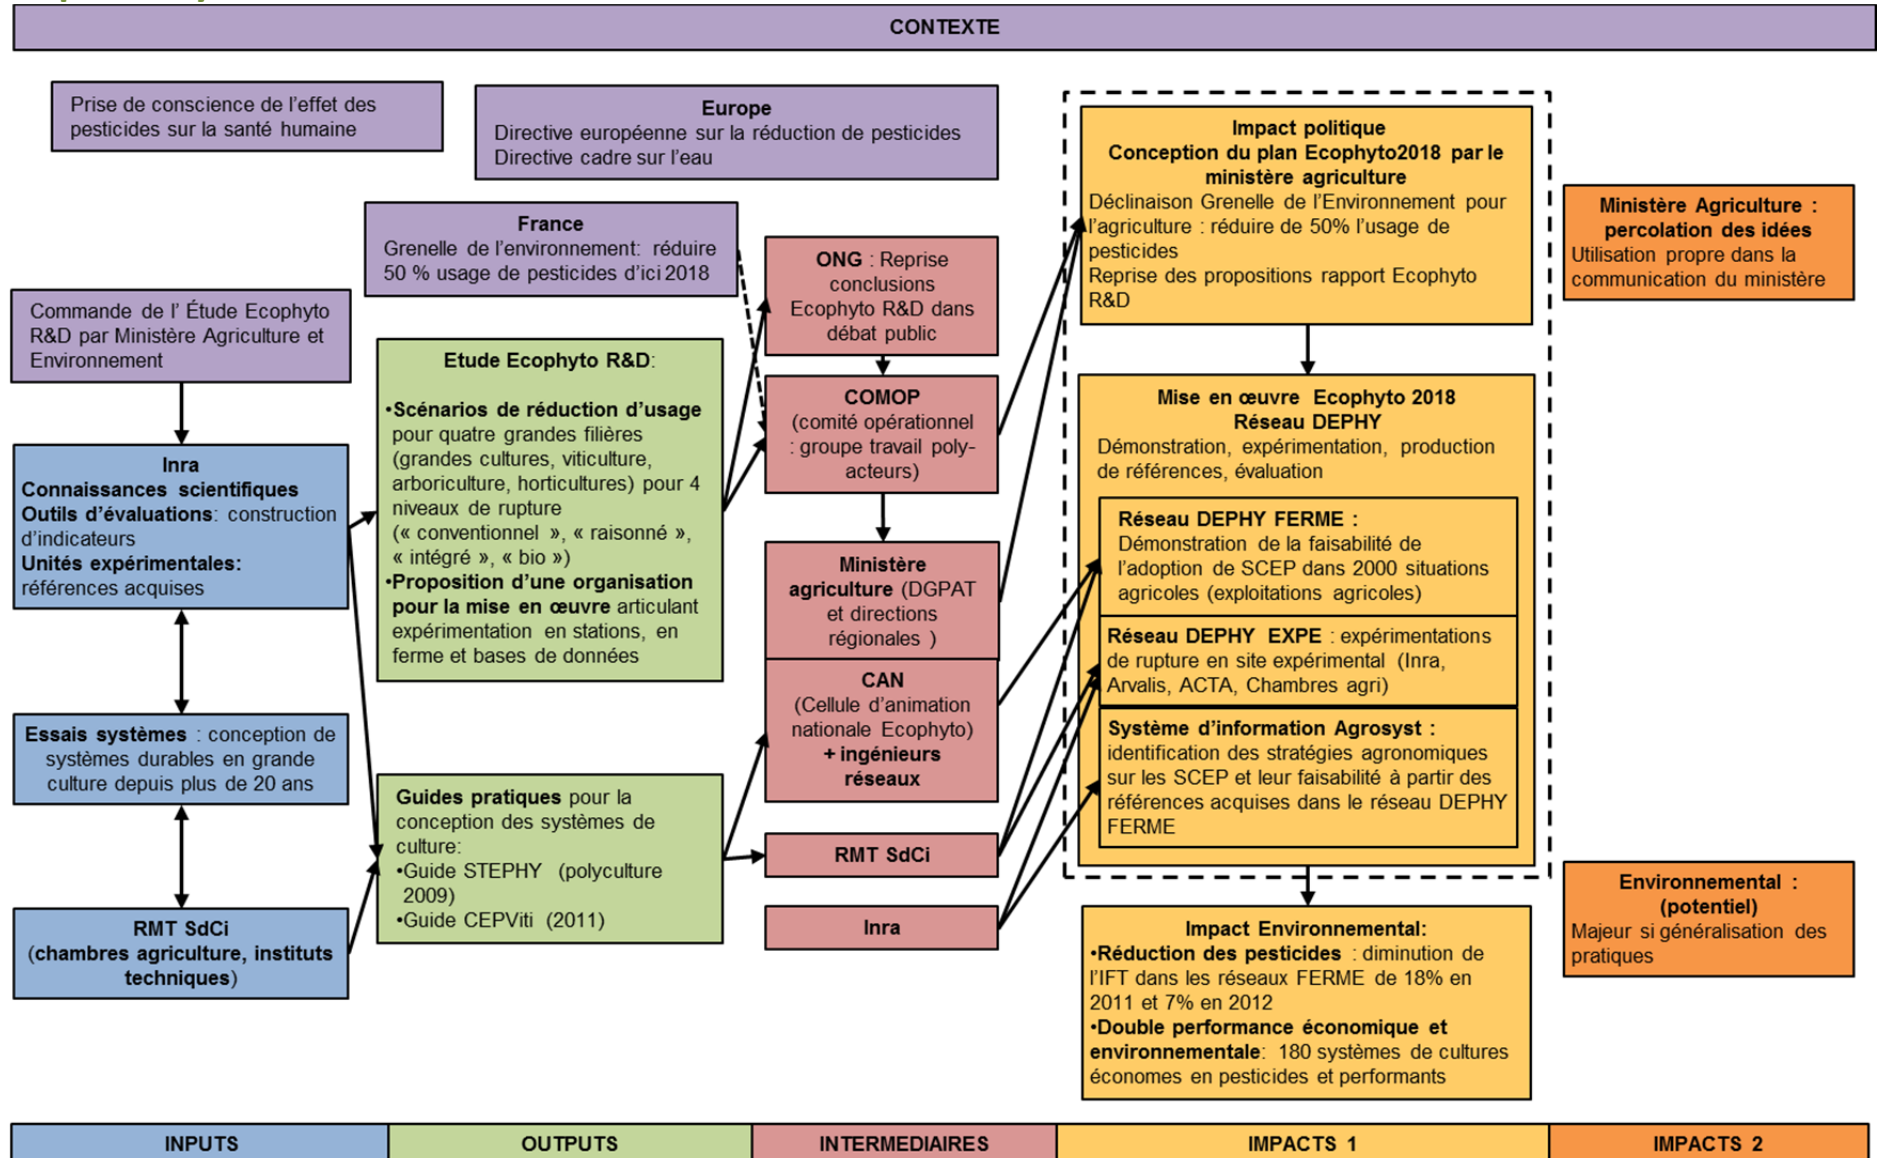 CONTEXTE
Prise de conscience de l'effet des
pesticides sur la santé humaine
Europe
Directive européenne sur la réduction de pesticides
Directive cadre sur l'eau
France
Grenelle de l'environnement: réduire
50 % usage de pesticides d'ici 2018
Commande de l' Étude Ecophyto
R&D par Ministère Agriculture et
Environnement
Inra
Connaissances scientifiques
Outils d'évaluations: construction
d'indicateurs
Unités expérimentales:
références acquises
Essais systèmes : conception de
systèmes durables en grande
culture depuis plus de 20 ans
RMT SdCi
(chambres agriculture, instituts
techniques)
Etude Ecophyto R&D:
•Scénarios de réduction d'usage
pour quatre grandes filières
(grandes cultures, viticulture,
arboriculture, horticultures) pour 4
niveaux de rupture
(« conventionnel », « raisonné »,
« intégré », « bio »)
•Proposition d'une organisation
pour la mise en œuvre articulant
expérimentation en stations, en
ferme et bases de données
Guides pratiques pour la
conception des systèmes de
culture:
•Guide STEPHY (polyculture
2009)
•Guide CEPViti (2011)
ONG : Reprise
conclusions
Ecophyto R&D dans
débat public
COMOP
(comité opérationnel
: groupe travail poly-
acteurs)
Ministère
agriculture (DGPAT
et directions
régionales )
CAN
(Cellule d'animation
nationale Ecophyto)
+ ingénieurs
réseaux
RMT SdCi
Inra
Impact politique
Conception du plan Ecophyto2018 par le
ministère agriculture
Déclinaison Grenelle de l'Environnement pour
l'agriculture : réduire de 50% l'usage de
pesticides
Reprise des propositions rapport Ecophyto
R&D
Mise en œuvre Ecophyto 2018
Réseau DEPHY
Démonstration, expérimentation, production
de références, évaluation
Réseau DEPHY FERME :
Démonstration de la faisabilité de
l'adoption de SCEP dans 2000 situations
agricoles (exploitations agricoles)
Réseau DEPHY EXPE : expérimentations
de rupture en site expérimental (Inra,
Arvalis, ACTA, Chambres agri)
Système d'information Agrosyst :
identification des stratégies agronomiques
sur les SCEP et leur faisabilité à partir des
références acquises dans le réseau DEPHY
FERME
Impact Environnemental:
•Réduction des pesticides : diminution de
l'IFT dans les réseaux FERME de 18% en
2011 et 7% en 2012
•Double performance économique et
environnementale: 180 systèmes de cultures
économes en pesticides et performants
Ministère Agriculture :
percolation des idées
Utilisation propre dans la
communication du ministère
Environnemental :
(potentiel)
Majeur si généralisation des
pratiques
INPUTS
OUTPUTS
INTERMEDIAIRES
IMPACTS 1
IMPACTS 2